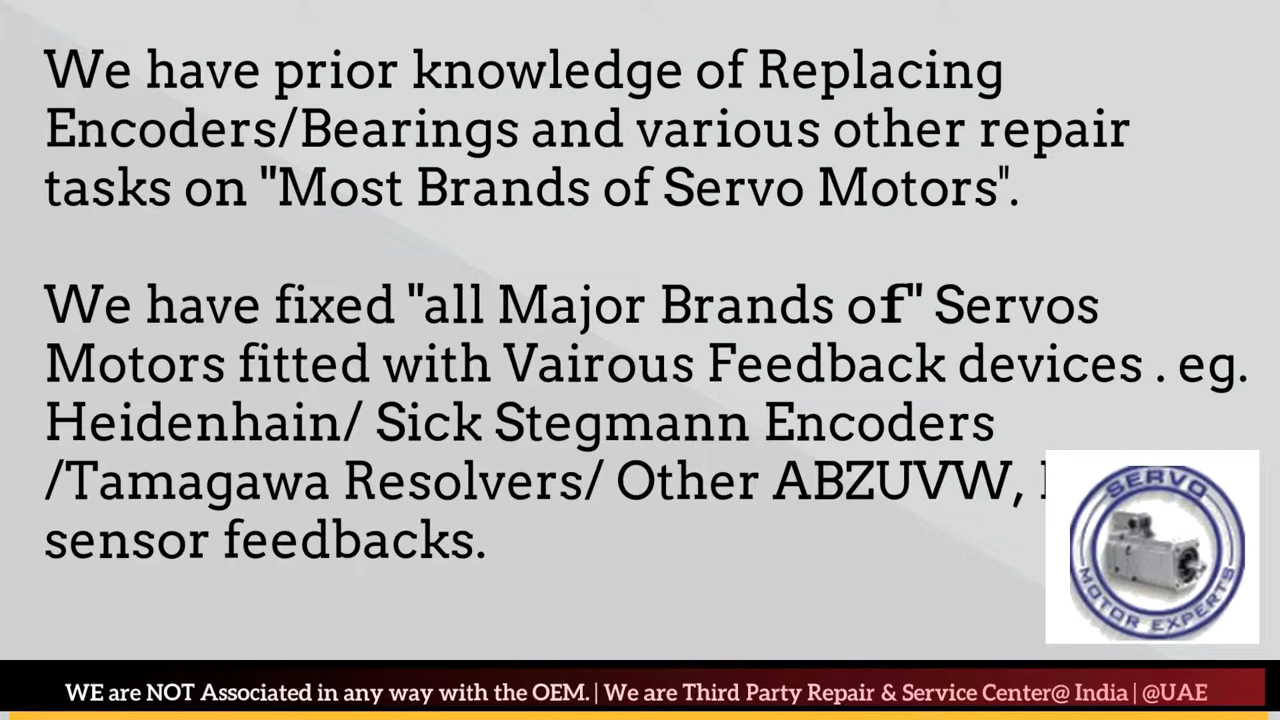 We have prior knowledge of Replacing
Encoders/Bearings and various other repair
tasks on "Most Brands of Servo Motors".
We have fixed "all Major Brands of" Servos
Motors fitted with Vairous Feedback devices . eg.
Heidenhain/ Sick Stegmann Encoders
/Tamagawa Resolvers/ Other ABZUVW,
sensor feedbacks.
SERVO
MOTOR EXPERTS
WE are NOT Associated in any way with the OEM. | We are Third Party Repair & Service Center@ India | @UAE